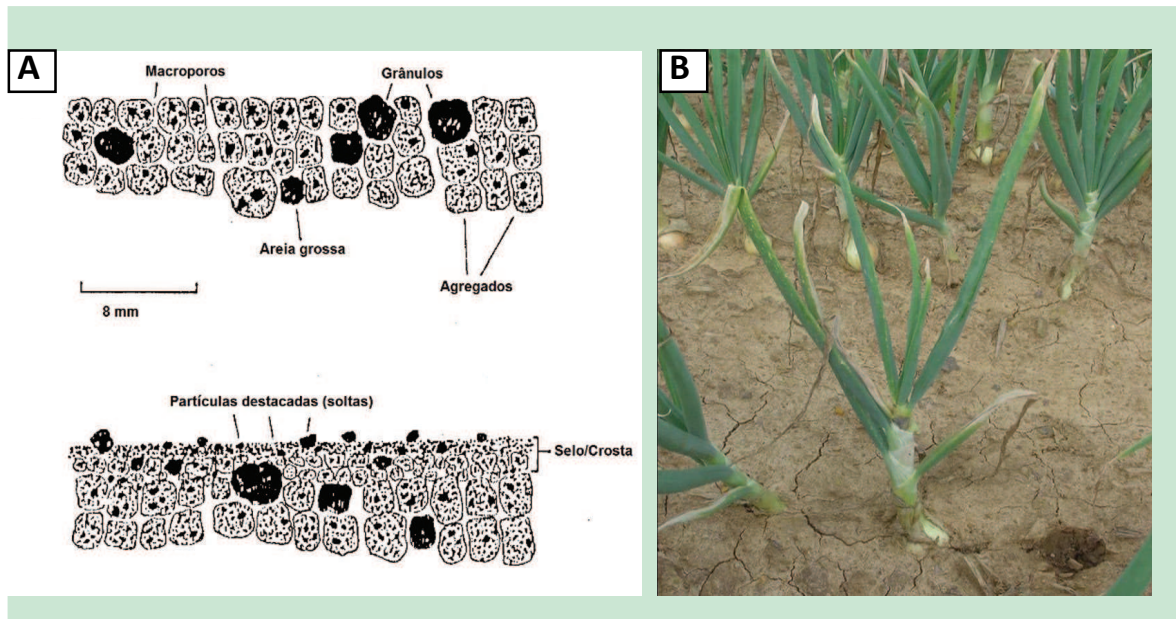 A
B
Macroporos
Grânulos
Areia grossa
Agregados
8 mm
Partículas destacadas (soltas)
Selo/Crosta